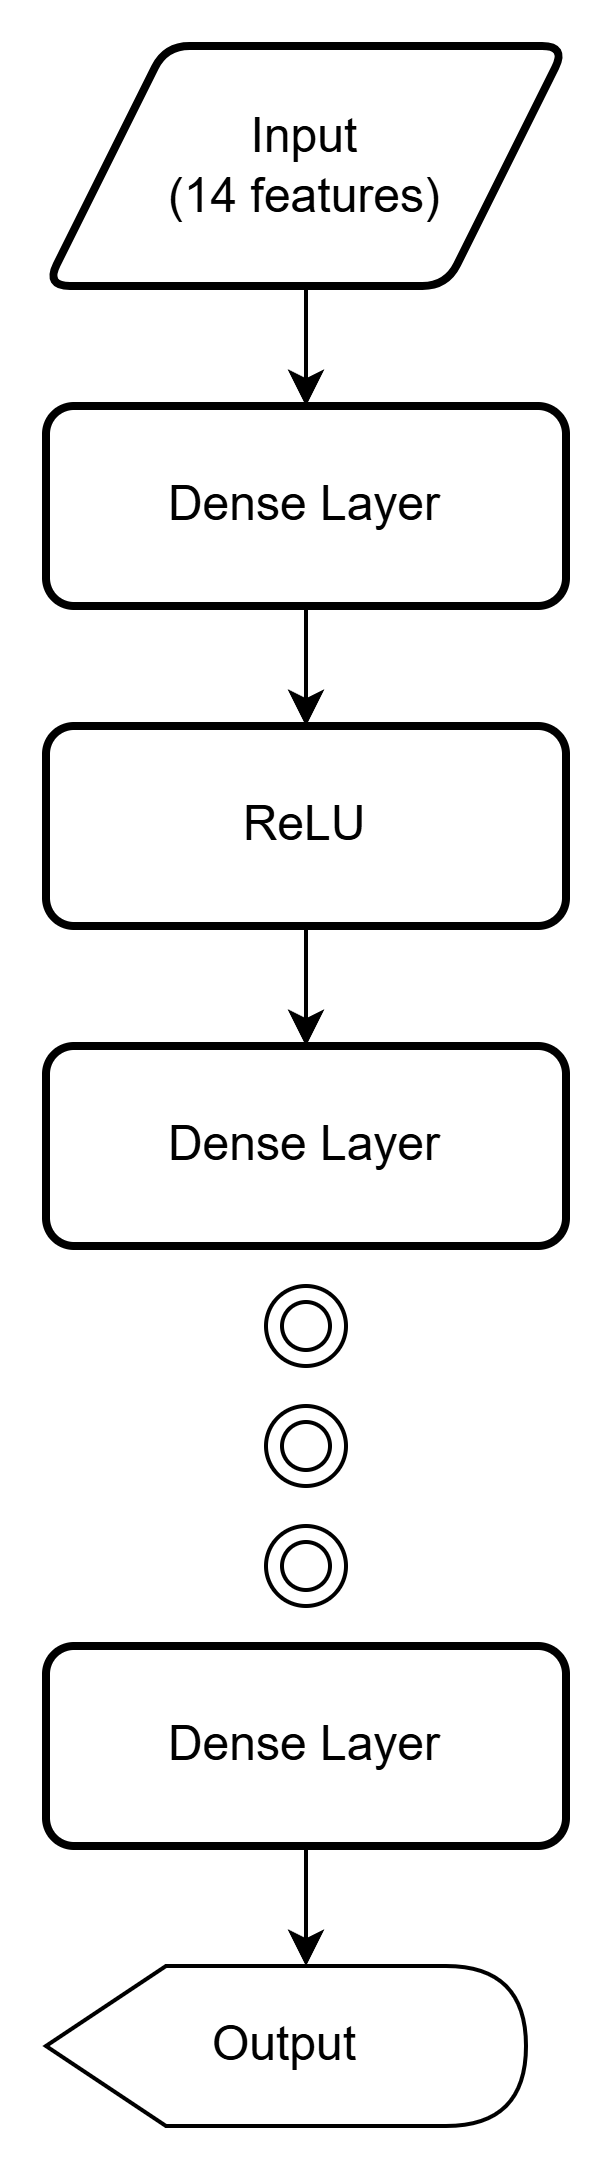 Input
(14 features)
Dense Layer
ReLU
Dense Layer
Dense Layer
Output